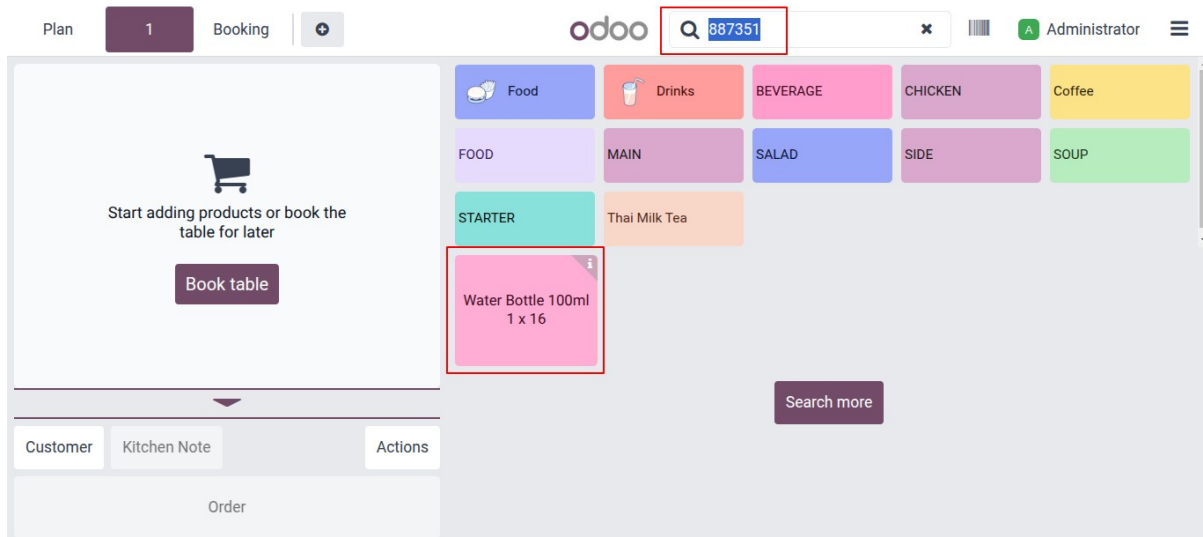 Plan
1
Booking
odoo
887351
A
Administrator
Start adding products or book the
table for later
Book table
Customer
Kitchen Note
Actions
Order
Food
Drinks
BEVERAGE
CHICKEN
Coffee
FOOD
MAIN
SALAD
SIDE
SOUP
STARTER
Thai Milk Tea
i
Water Bottle 100ml
1 x 16
Search more